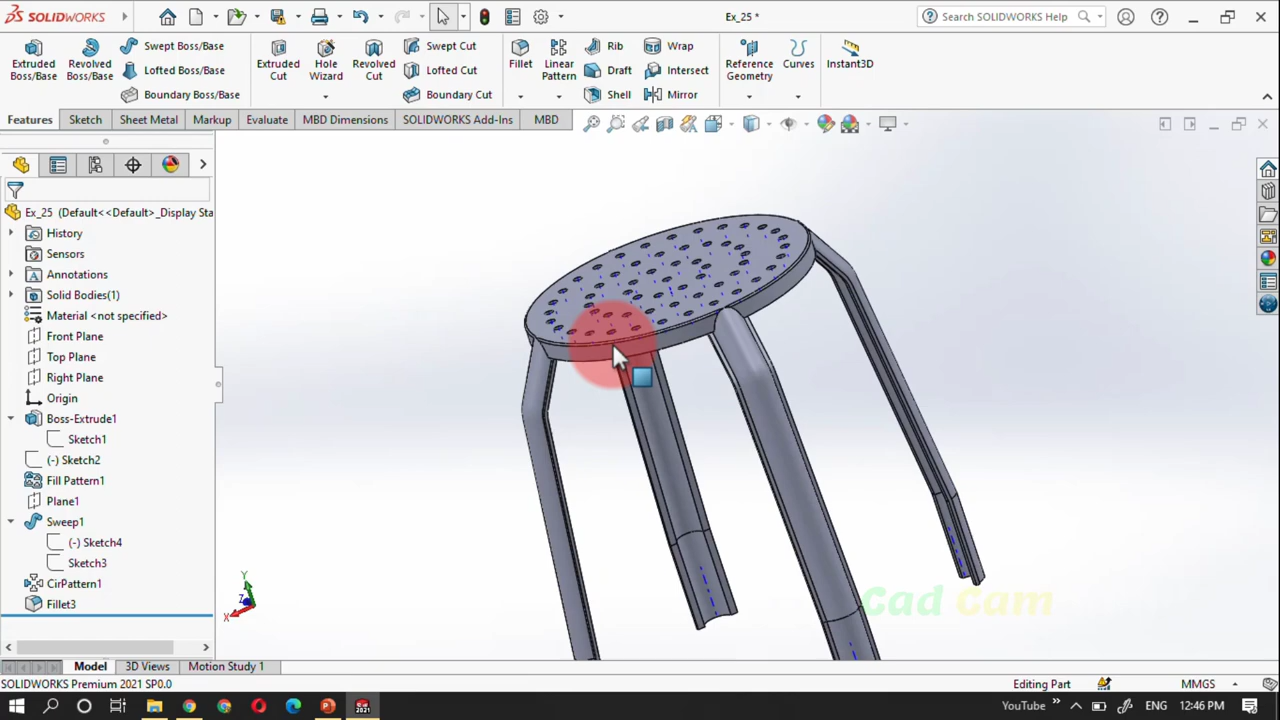 SOLIDWORKS
Ex_25 *
Search SOLIDWORKS Help
Extruded Boss/Base
Revolved Boss/Base
Swept Boss/Base
Lofted Boss/Base
Boundary Boss/Base
Extruded Cut
Hole Wizard
Revolved Cut
Swept Cut
Lofted Cut
Boundary Cut
Fillet
Linear Pattern
Rib
Draft
Shell
Wrap
Intersect
Mirror
Reference Geometry
Curves
Instant3D
Features Sketch Sheet Metal Markup Evaluate MBD Dimensions SOLIDWORKS Add-Ins MBD
Ex_25 (Default<<Default>_Display Sta
History
Sensors
Annotations
Solid Bodies(1)
Material <not specified>
Front Plane
Top Plane
Right Plane
Origin
Boss-Extrude1
Sketch1
(-) Sketch2
Fill Pattern1
Plane1
Sweep1
(-) Sketch4
Sketch3
CirPattern1
Fillet3
Y
Z
X
Cad Cam
Model 3D Views Motion Study 1
SOLIDWORKS Premium 2021 SP0.0
Editing Part
MMGS
2021
YouTube
ENG
12:46 PM